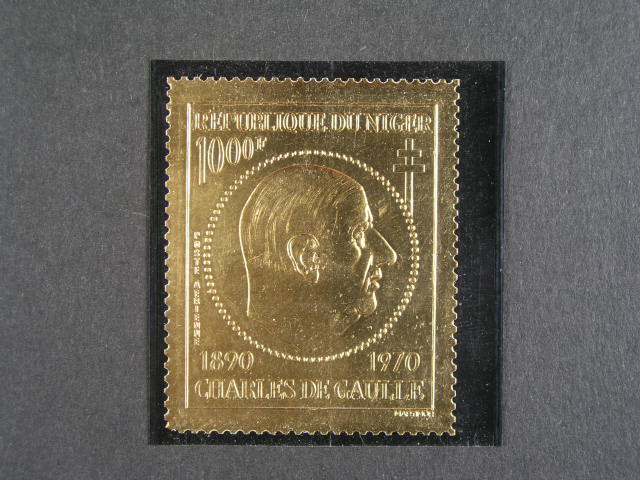 REPUBLIQUE DU NIGER
1000F
POSTE AERIENNE
1890 1970
CHARLES DE GAULLE